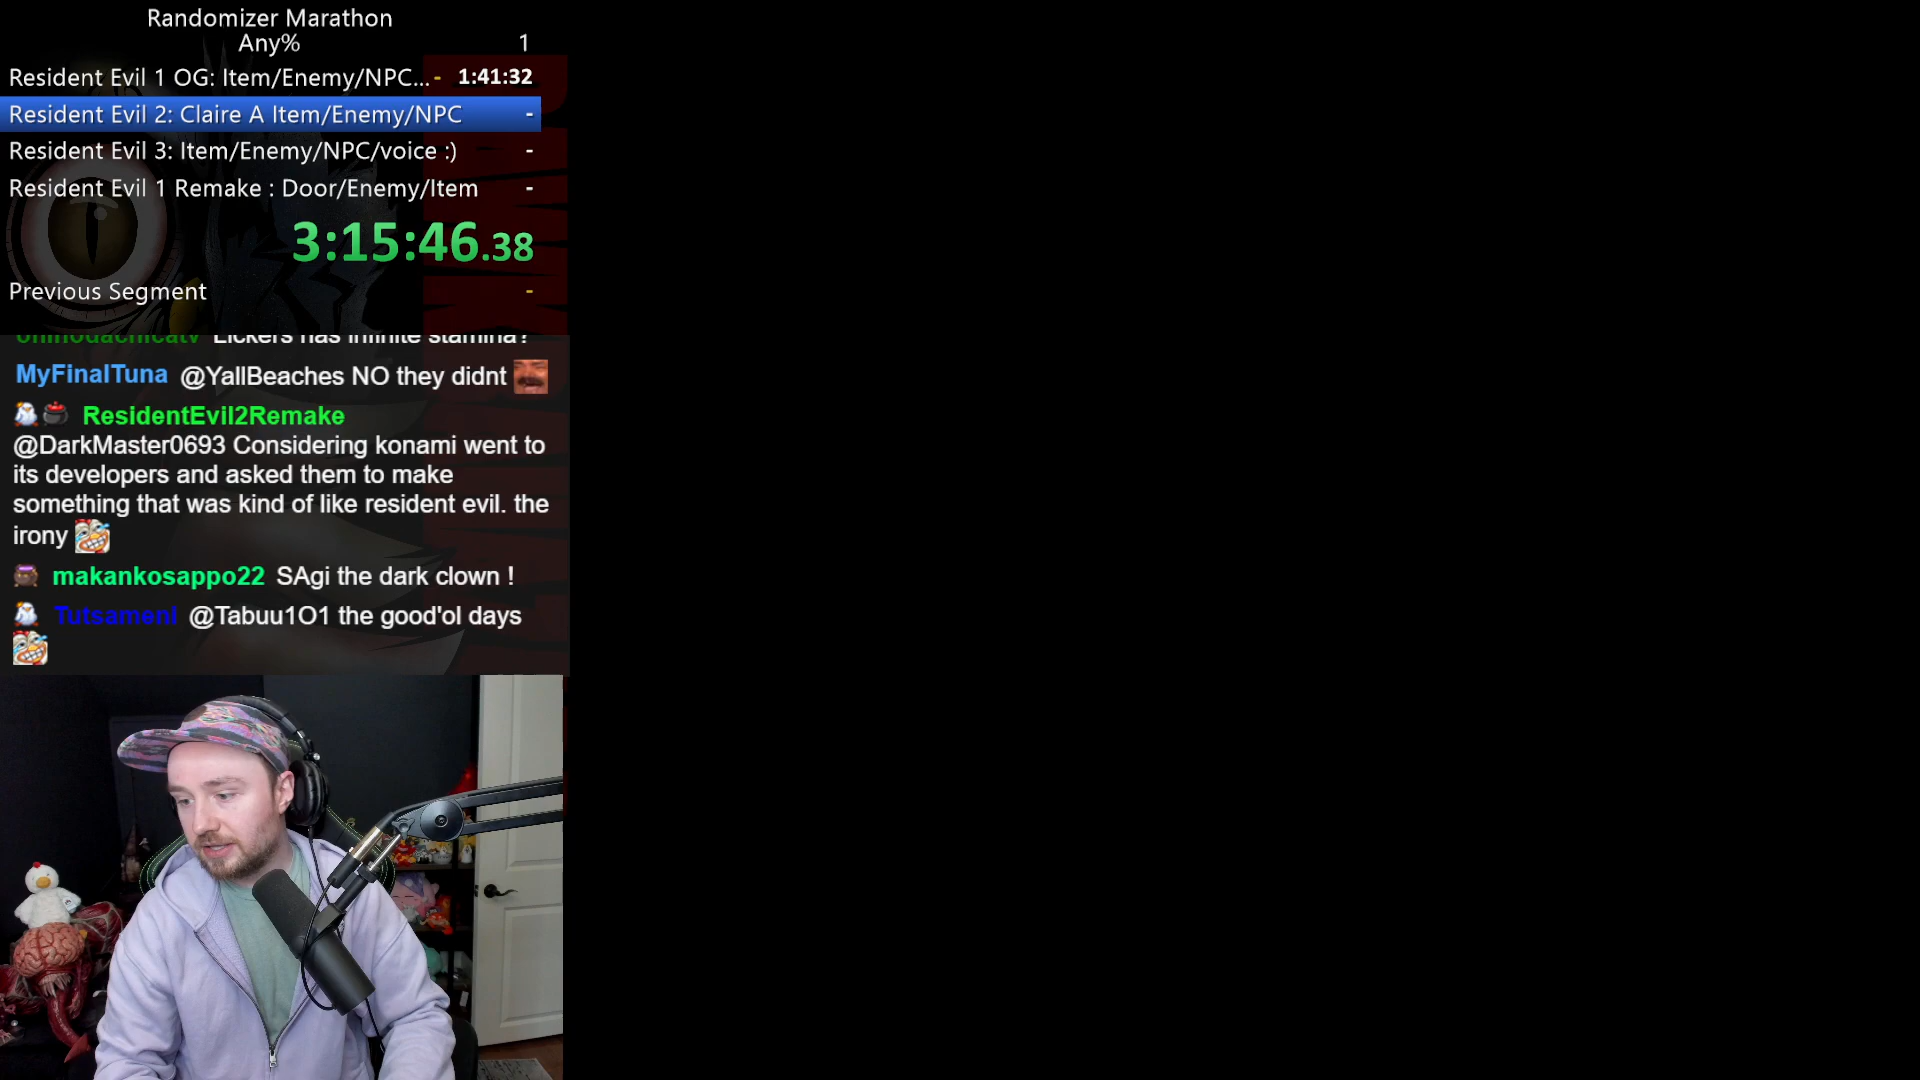 Randomizer Marathon
Any% 1
Resident Evil 1 OG: Item/Enemy/NPC... - 1:41:32
Resident Evil 2: Claire A Item/Enemy/NPC -
Resident Evil 3: Item/Enemy/NPC/voice :) -
Resident Evil 1 Remake : Door/Enemy/Item -
3:15:46.38
Previous Segment -
Lickers has infinite stamina?
MyFinalTuna @YallBeaches NO they didnt
ResidentEvil2Remake
@DarkMaster0693 Considering konami went to
its developers and asked them to make
something that was kind of like resident evil. the
irony
makankosappo22 SAgi the dark clown !
@Tabuu1O1 the good'ol days